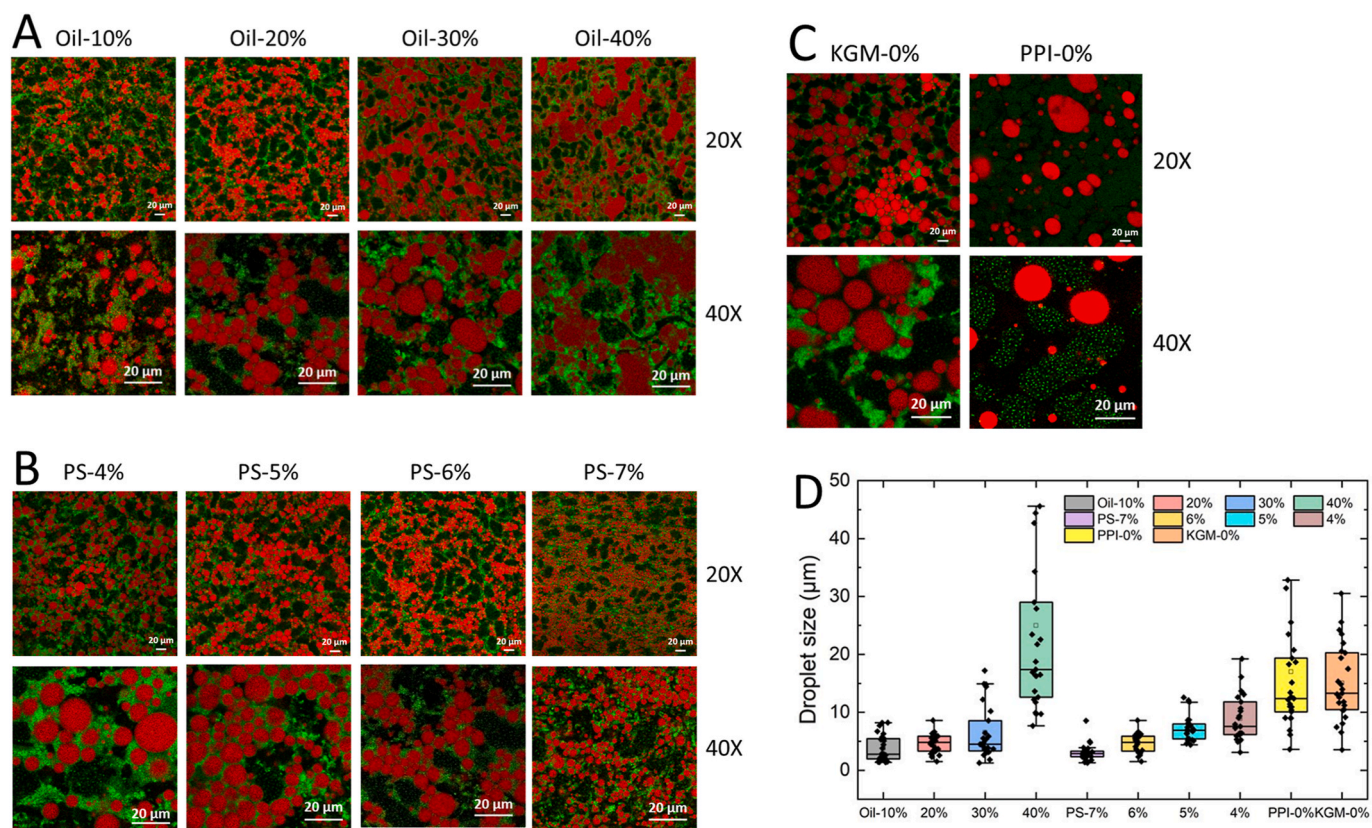 A
Oil-10% Oil-20% Oil-30% Oil-40%
20 μm 20 μm 20 μm 20 μm
20X
20 μm 20 μm 20 μm 20 μm
40X
B
PS-4% PS-5% PS-6% PS-7%
20 μm 20 μm 20 μm 20 μm
20X
20 μm 20 μm 20 μm 20 μm
40X
C
KGM-0% PPI-0%
20 μm 20 μm
20X
20 μm 20 μm
40X
D
Droplet size (μm)
50
40
30
20
10
0
Oil-10% 20% 30% 40%
PS-7% 6% 5% 4%
PPI-0% KGM-0%
Oil-10% 20% 30% 40% PS-7% 6% 5% 4% PPI-0% KGM-0%